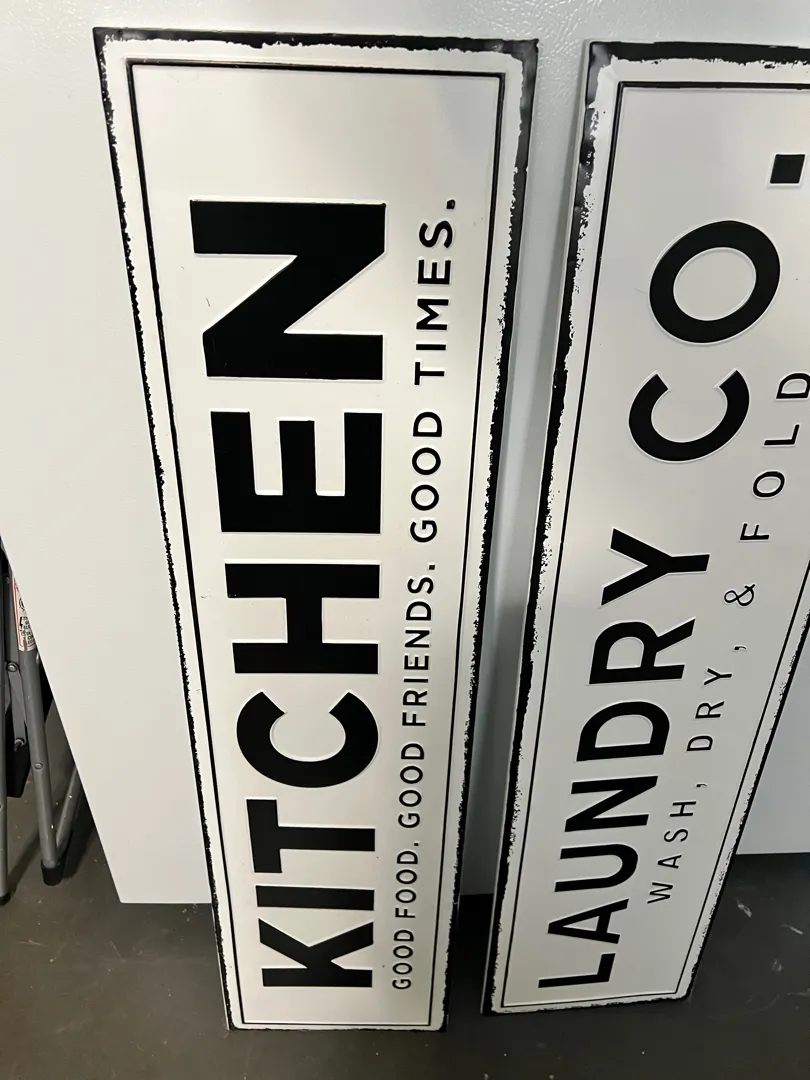 KITCHEN
GOOD FOOD. GOOD FRIENDS. GOOD TIMES.
LAUNDRY CO.
WASH, DRY, & FOLD